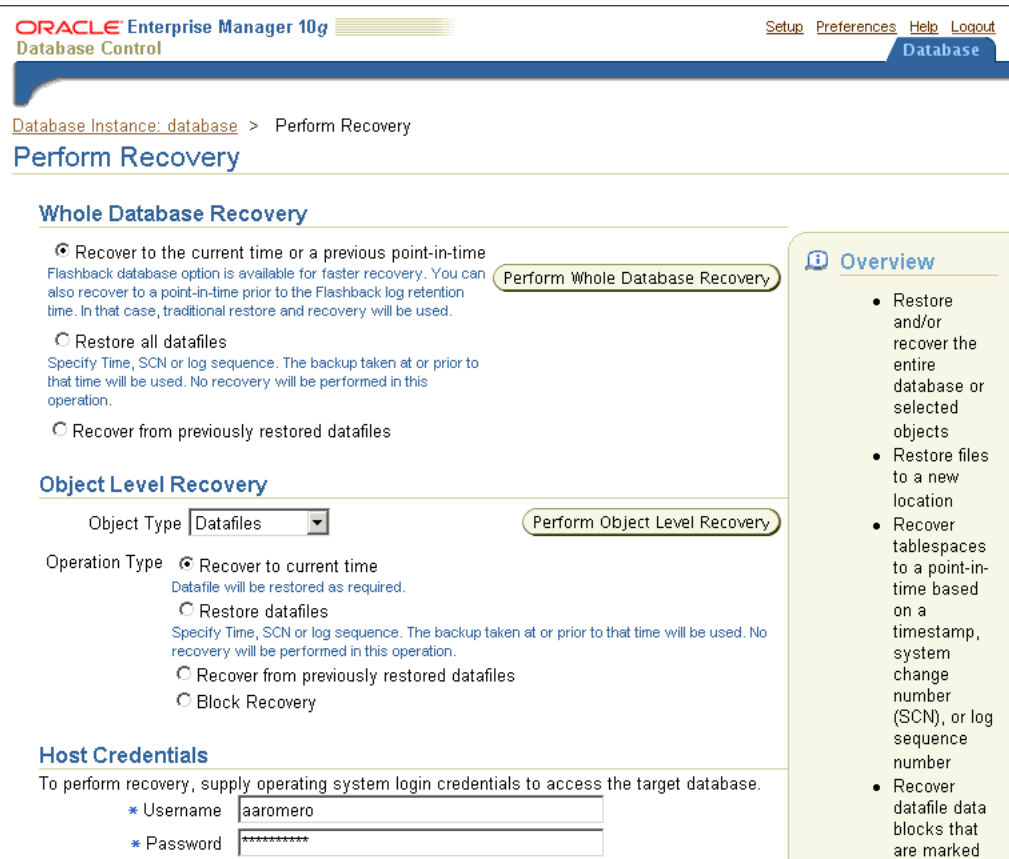 ORACLE Enterprise Manager 10g
Database Control
Setup Preferences Help Logout
Database
Database Instance: database > Perform Recovery
Perform Recovery
Whole Database Recovery
Recover to the current time or a previous point-in-time
Flashback database option is available for faster recovery. You can
also recover to a point-in-time prior to the Flashback log retention
time. In that case, traditional restore and recovery will be used.
Perform Whole Database Recovery
Restore all datafiles
Specify Time, SCN or log sequence. The backup taken at or prior to
that time will be used. No recovery will be performed in this
operation.
Recover from previously restored datafiles
Object Level Recovery
Object Type Datafiles
Perform Object Level Recovery
Operation Type Recover to current time
Datafile will be restored as required.
Restore datafiles
Specify Time, SCN or log sequence. The backup taken at or prior to that time will be used. No
recovery will be performed in this operation.
Recover from previously restored datafiles
Block Recovery
Host Credentials
To perform recovery, supply operating system login credentials to access the target database.
* Username aaromero
* Password **********
Overview
• Restore
and/or
recover the
entire
database or
selected
objects
• Restore files
to a new
location
• Recover
tablespaces
to a point-in-
time based
on a
timestamp,
system
change
number
(SCN), or log
sequence
number
• Recover
datafile data
blocks that
are marked